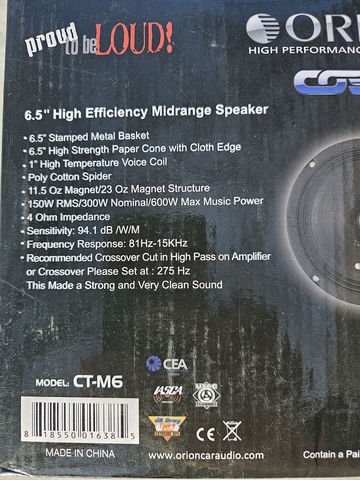 proud to be LOUD!
HIGH PERFORMANCE
6.5" High Efficiency Midrange Speaker
• 6.5" Stamped Metal Basket
• 6.5" High Strength Paper Cone with Cloth Edge
• 1" High Temperature Voice Coil
• Poly Cotton Spider
• 11.5 Oz Magnet/23 Oz Magnet Structure
• 150W RMS/300W Nominal/600W Max Music Power
• 4 Ohm Impedance
• Sensitivity: 94.1 dB /W/M
• Frequency Response: 81Hz-15KHz
• Recommended Crossover Cut in High Pass on Amplifier
or Crossover Please Set at : 275 Hz
This Made a Strong and Very Clean Sound
CEA
MODEL: CT-M6
IASCA
8 18550 01638 5
CE
MADE IN CHINA
www.orioncaraudio.com
Contain a Pai